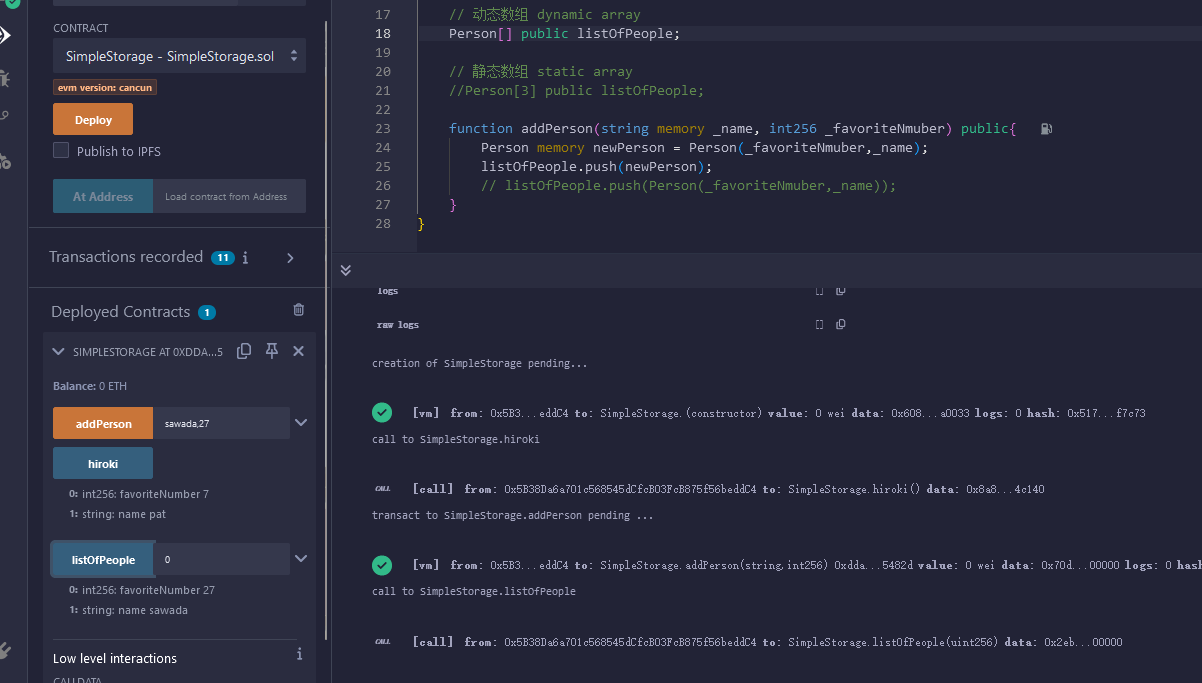 CONTRACT
SimpleStorage - SimpleStorage.sol
evm version: cancun
Deploy
Publish to IPFS
At Address
Load contract from Address
Transactions recorded 11 i
Deployed Contracts 1
SIMPLESTORAGE AT 0XDDA...5
Balance: 0 ETH
addPerson
sawada,27
hiroki
0: int256: favoriteNumber 7
1: string: name pat
listOfPeople
0
0: int256: favoriteNumber 27
1: string: name sawada
Low level interactions i
CALLDATA
17 // 动态数组 dynamic array
18 Person[] public listOfPeople;
19
20 // 静态数组 static array
21 //Person[3] public listOfPeople;
22
23 function addPerson(string memory _name, int256 _favoriteNmuber) public{
24 Person memory newPerson = Person(_favoriteNmuber,_name);
25 listOfPeople.push(newPerson);
26 // listOfPeople.push(Person(_favoriteNmuber,_name));
27 }
28 }
logs
raw logs
creation of SimpleStorage pending...
[vm] from: 0x5B3...eddC4 to: SimpleStorage.(constructor) value: 0 wei data: 0x608...a0033 logs: 0 hash: 0x517...f7c73
call to SimpleStorage.hiroki
CALL [call] from: 0x5B38Da6a701c568545dCfcB03FcB875f56beddC4 to: SimpleStorage.hiroki() data: 0x8a8...4c140
transact to SimpleStorage.addPerson pending ...
[vm] from: 0x5B3...eddC4 to: SimpleStorage.addPerson(string,int256) 0xdda...5482d value: 0 wei data: 0x70d...00000 logs: 0 hash
call to SimpleStorage.listOfPeople
CALL [call] from: 0x5B38Da6a701c568545dCfcB03FcB875f56beddC4 to: SimpleStorage.listOfPeople(uint256) data: 0x2eb...00000